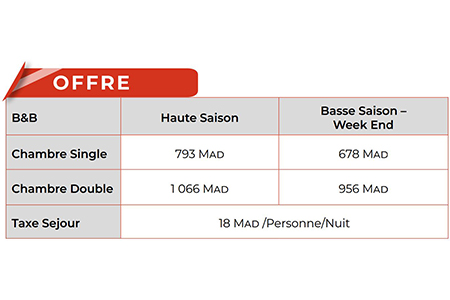 OFFRE
B&B Haute Saison Basse Saison –
Week End
Chambre Single 793 MAD 678 MAD
Chambre Double 1 066 MAD 956 MAD
Taxe Sejour 18 MAD /Personne/Nuit